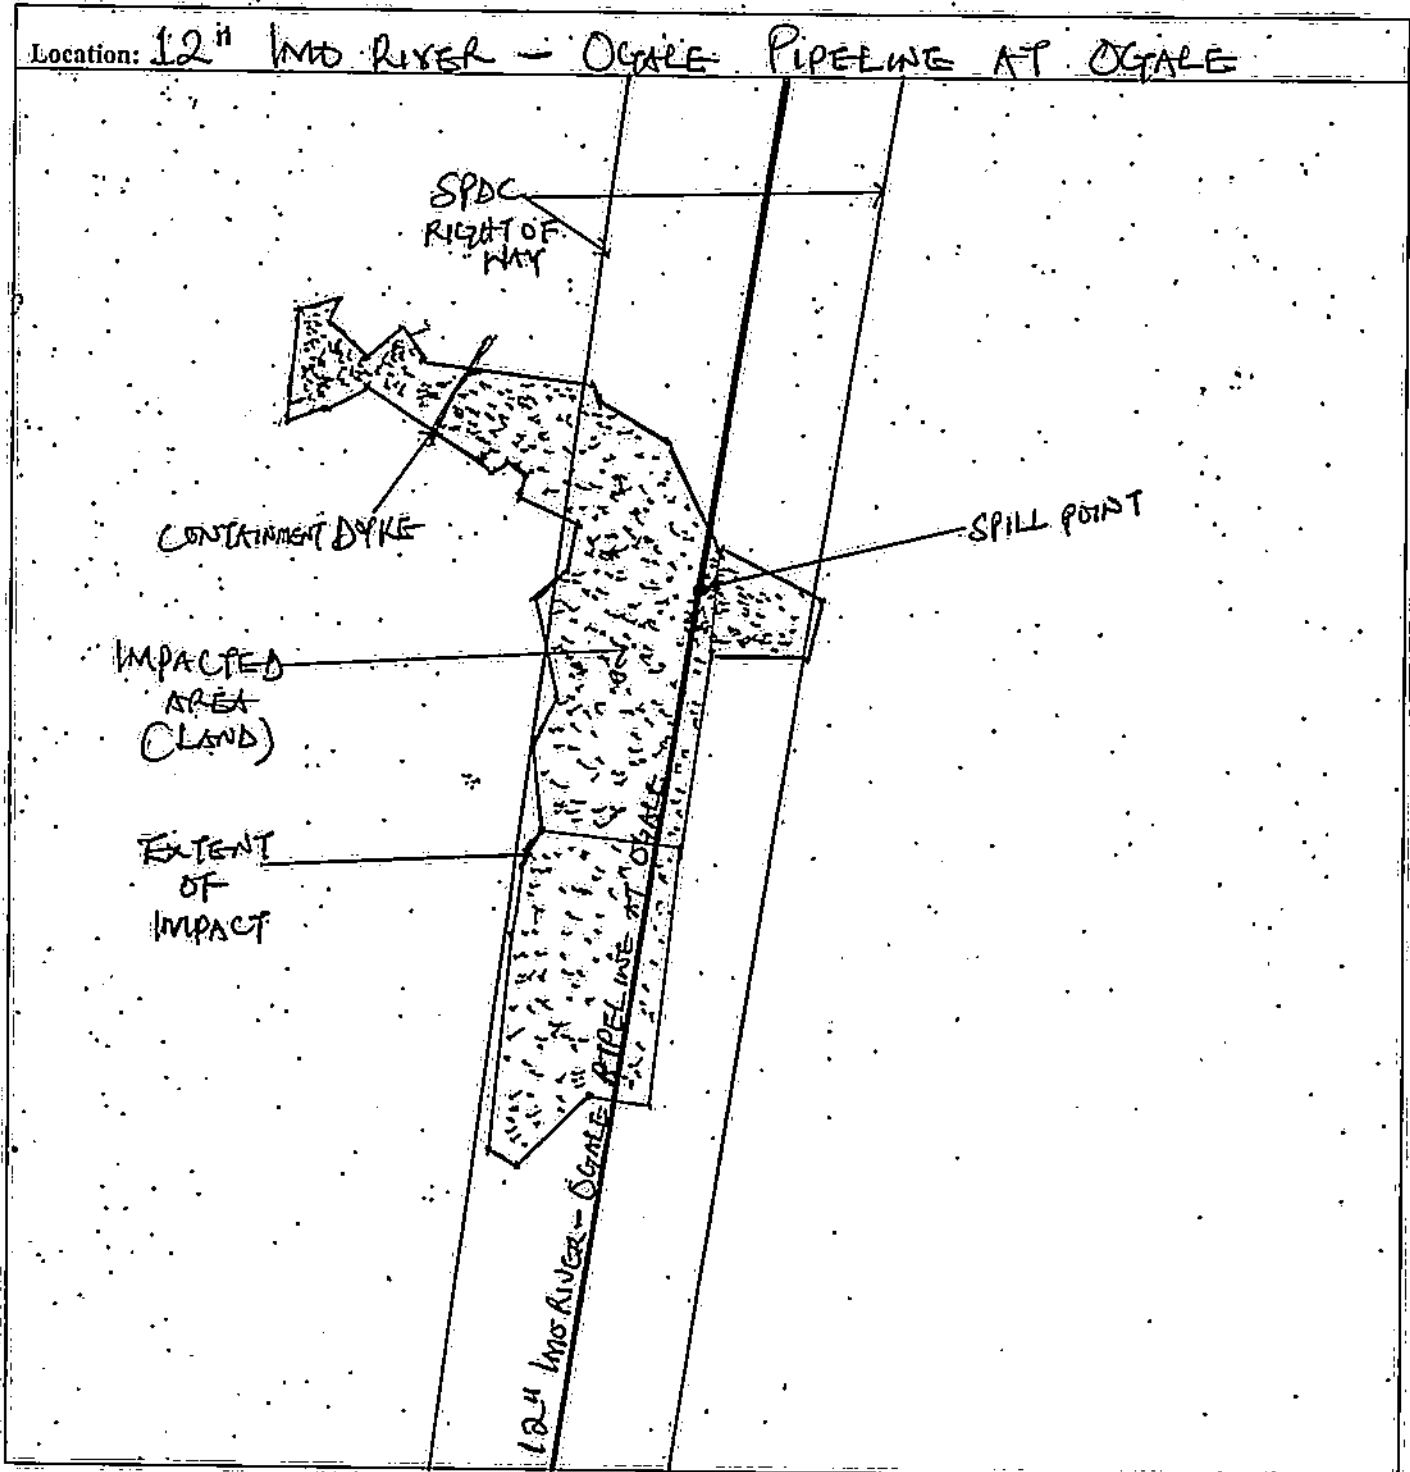 Location: 12" IMO RIVER - OGALE PIPELINE AT OGALE
SPDC
RIGHT OF
WAY
CONTAINMENT DYKE
SPILL POINT
IMPACTED
AREA
(LAND)
EXTENT
OF
IMPACT
12" IMO RIVER - OGALE PIPELINE AT OGALE